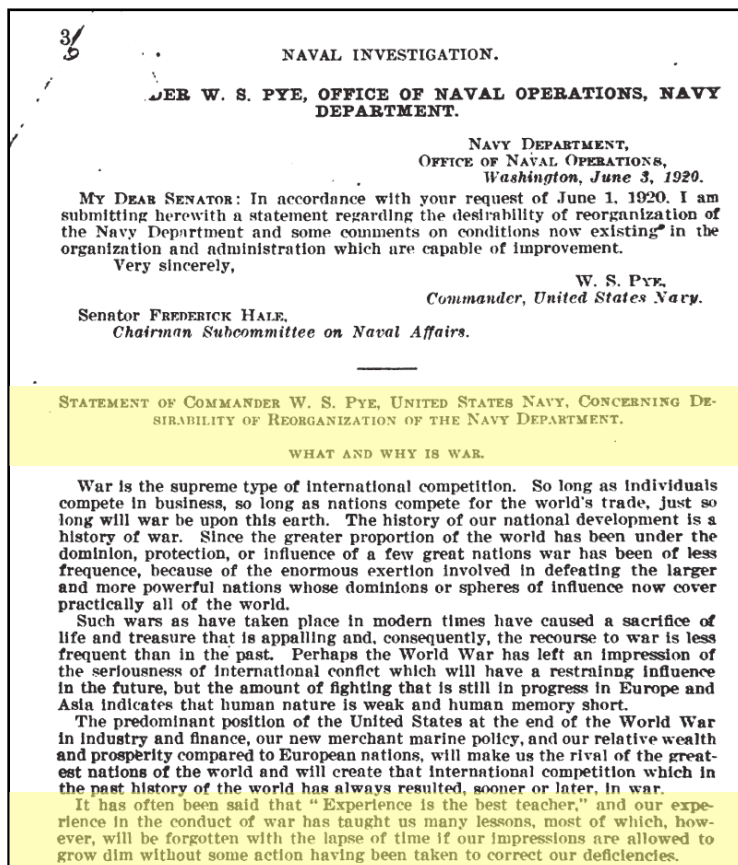 3
NAVAL INVESTIGATION.
DER W. S. PYE, OFFICE OF NAVAL OPERATIONS, NAVY
DEPARTMENT.
NAVY DEPARTMENT,
OFFICE OF NAVAL OPERATIONS,
Washington, June 3, 1920.
MY DEAR SENATOR: In accordance with your request of June 1, 1920, I am
submitting herewith a statement regarding the desirability of reorganization of
the Navy Department and some comments on conditions now existing in the
organization and administration which are capable of improvement.
Very sincerely,
W. S. PYE,
Commander, United States Navy.
Senator FREDERICK HALE,
Chairman Subcommittee on Naval Affairs.
STATEMENT OF COMMANDER W. S. PYE, UNITED STATES NAVY, CONCERNING DE-
SIRABILITY OF REORGANIZATION OF THE NAVY DEPARTMENT.
WHAT AND WHY IS WAR.
War is the supreme type of international competition. So long as individuals
compete in business, so long as nations compete for the world's trade, just so
long will war be upon this earth. The history of our national development is a
history of war. Since the greater proportion of the world has been under the
dominion, protection, or influence of a few great nations war has been of less
frequence, because of the enormous exertion involved in defeating the larger
and more powerful nations whose dominions or spheres of influence now cover
practically all of the world.
Such wars as have taken place in modern times have caused a sacrifice of
life and treasure that is appalling and, consequently, the recourse to war is less
frequent than in the past. Perhaps the World War has left an impression of
the seriousness of international conflct which will have a restrainng influence
in the future, but the amount of fighting that is still in progress in Europe and
Asia indicates that human nature is weak and human memory short.
The predominant position of the United States at the end of the World War
in industry and finance, our new merchant marine policy, and our relative wealth
and prosperity compared to European nations, will make us the rival of the great-
est nations of the world and will create that international competition which in
the past history of the world has always resulted, sooner or later, in war.
It has often been said that "Experience is the best teacher," and our expe-
rience in the conduct of war has taught us many lessons, most of which, how-
ever, will be forgotten with the lapse of time if our impressions are allowed to
grow dim without some action having been taken to correct our deficiencies.